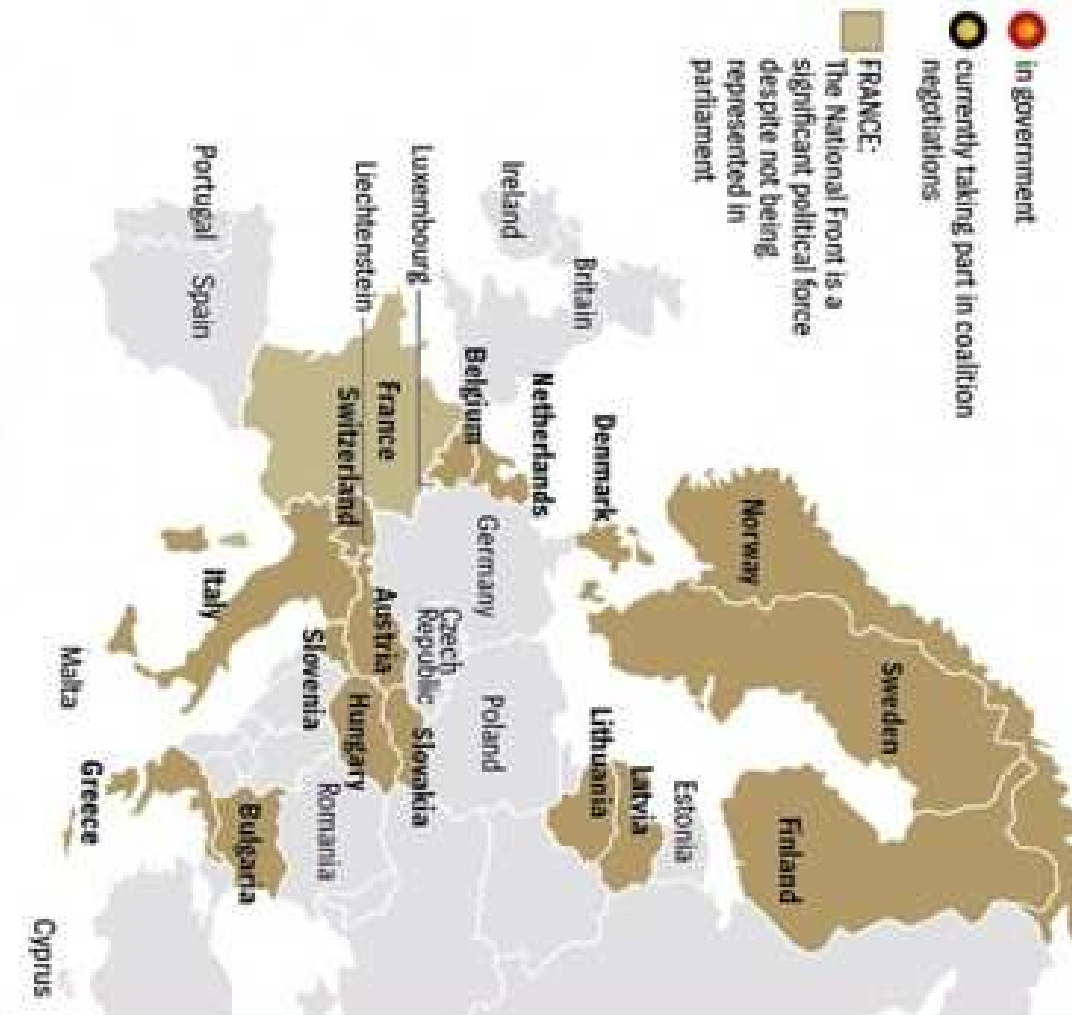 in government
currently taking part in coalition
negotiations
FRANCE:
The National Front is a
significant political force
despite not being
represented in
parliament
Norway
Sweden
Finland
Estonia
Latvia
Lithuania
Denmark
Ireland
Britain
Netherlands
Belgium
Luxembourg
Germany
Poland
Czech
Republic
Slovakia
Liechtenstein
France
Switzerland
Austria
Hungary
Slovenia
Romania
Portugal
Spain
Italy
Bulgaria
Malta
Greece
Cyprus